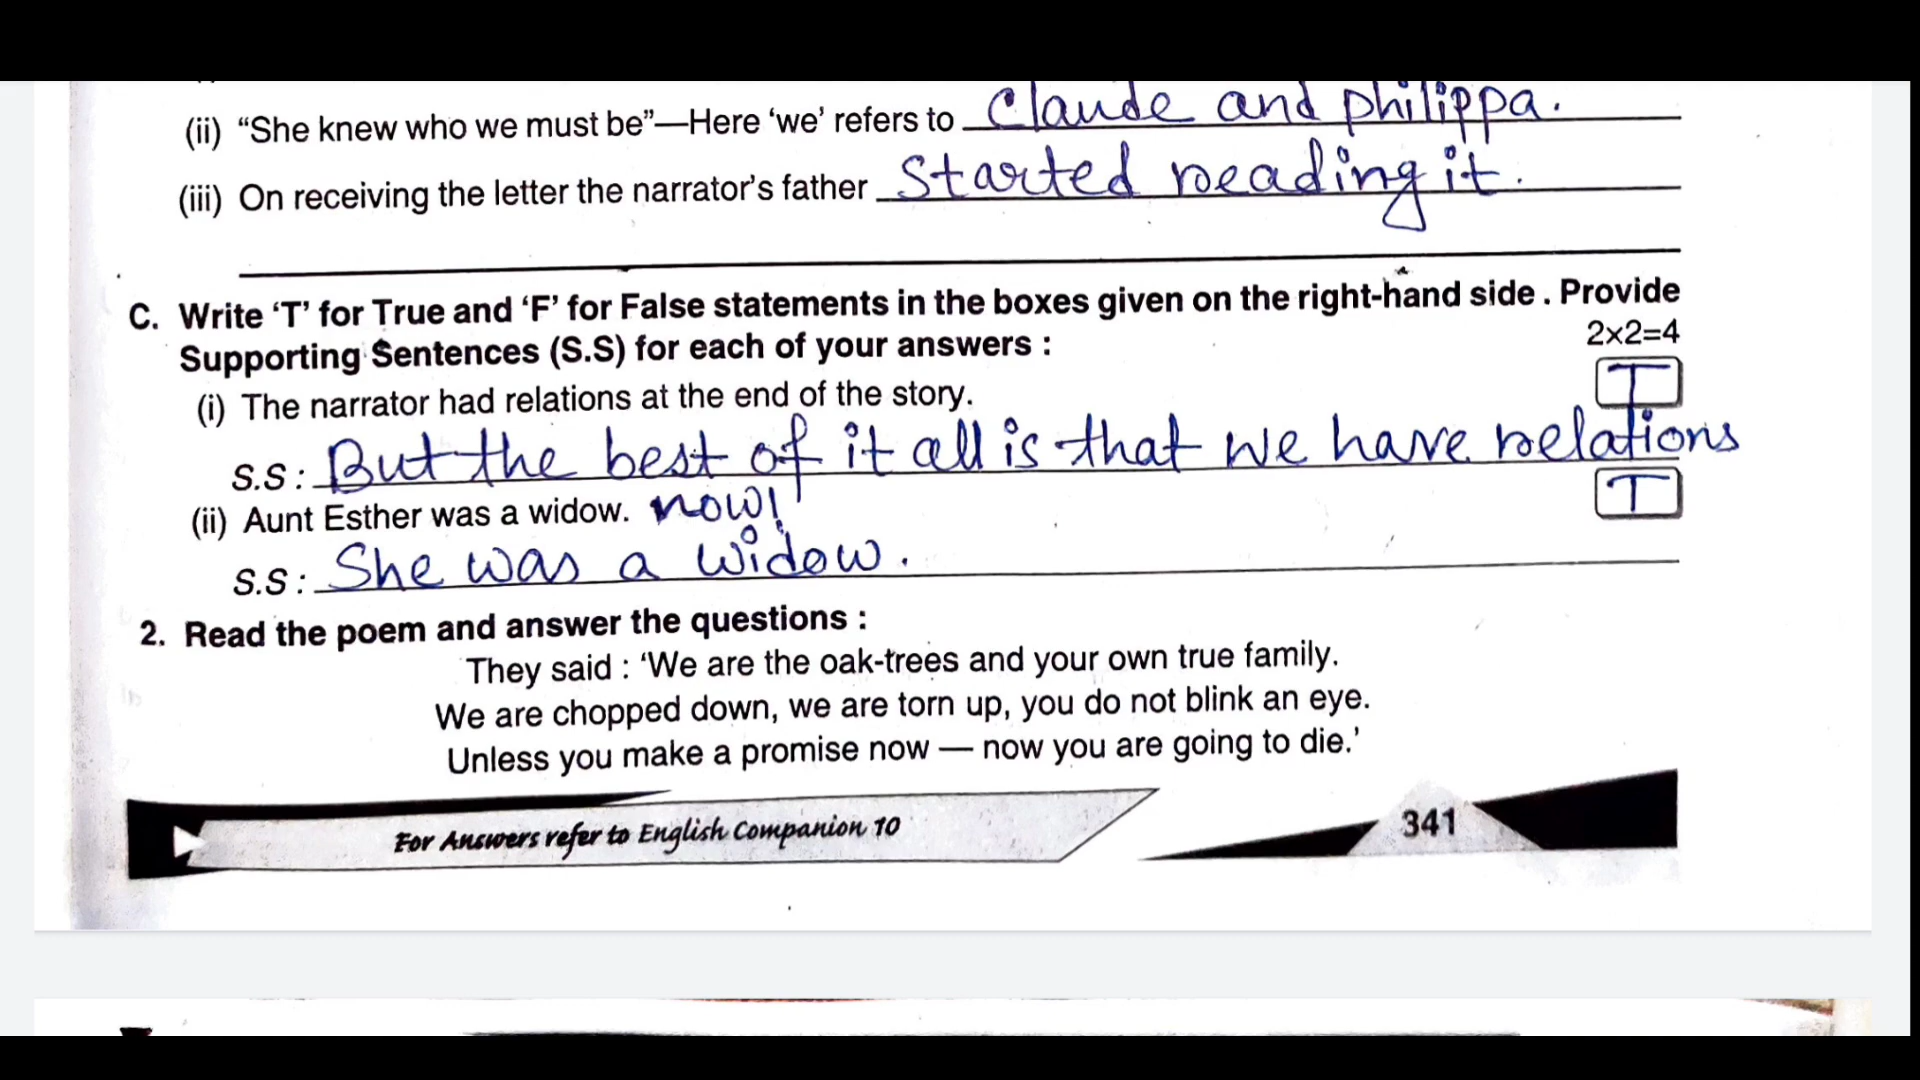 (ii) “She knew who we must be”—Here ‘we’ refers to Claude and philippa.
(iii) On receiving the letter the narrator's father Started reading it.
C. Write ‘T’ for True and ‘F’ for False statements in the boxes given on the right-hand side . Provide
Supporting Sentences (S.S) for each of your answers : 2x2=4
(i) The narrator had relations at the end of the story. T
S.S : But the best of it all is that we have relations
(ii) Aunt Esther was a widow. now! T
S.S : She was a widow.
2. Read the poem and answer the questions :
They said : ‘We are the oak-trees and your own true family.
We are chopped down, we are torn up, you do not blink an eye.
Unless you make a promise now — now you are going to die.’
For Answers refer to English Companion 10
341